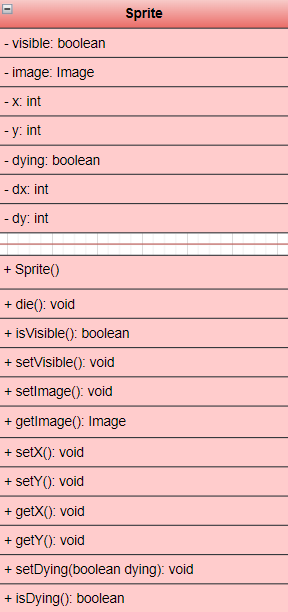 Sprite
- visible: boolean
- image: Image
- x: int
- y: int
- dying: boolean
- dx: int
- dy: int
+ Sprite()
+ die(): void
+ isVisible(): boolean
+ setVisible(): void
+ setImage(): void
+ getImage(): Image
+ setX(): void
+ setY(): void
+ getX(): void
+ getY(): void
+ setDying(boolean dying): void
+ isDying(): boolean